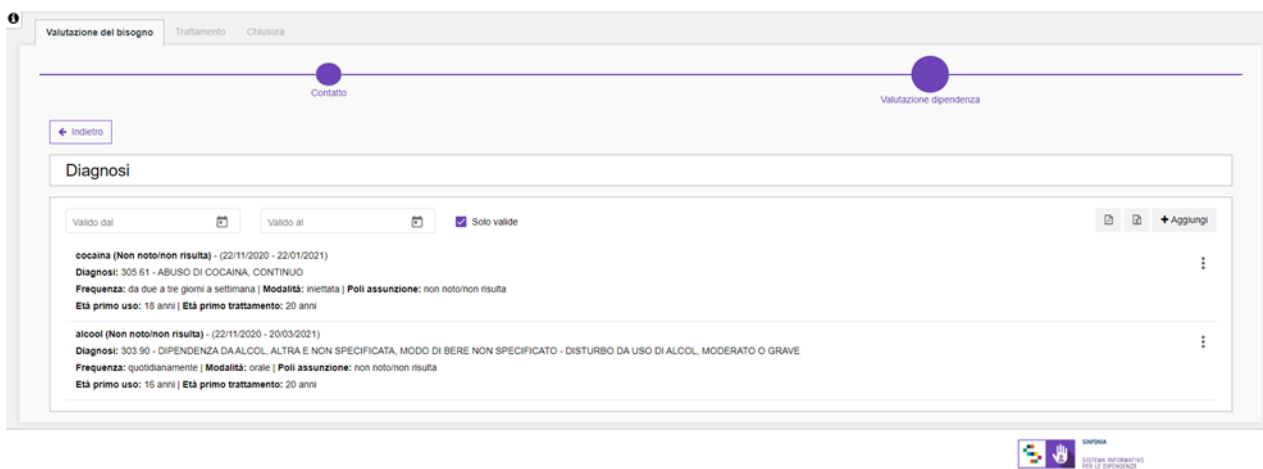 Valutazione del bisogno Trattamento Chiusura
Contatto
Valutazione dipendenza
Indietro
Diagnosi
Valido dal Valido al Solo valide Aggiungi
cocaina (Non noto/non risulta) - (22/11/2020 - 22/01/2021)
Diagnosi: 305.61 - ABUSO DI COCAINA, CONTINUO
Frequenza: da due a tre giorni a settimana | Modalità: iniettata | Poli assunzione: non noto/non risulta
Età primo uso: 18 anni | Età primo trattamento: 20 anni
alcool (Non noto/non risulta) - (22/11/2020 - 20/03/2021)
Diagnosi: 303.90 - DIPENDENZA DA ALCOL, ALTRA E NON SPECIFICATA, MODO DI BERE NON SPECIFICATO - DISTURBO DA USO DI ALCOL, MODERATO O GRAVE
Frequenza: quotidianamente | Modalità: orale | Poli assunzione: non noto/non risulta
Età primo uso: 16 anni | Età primo trattamento: 20 anni
SINFONIA
SISTEMA INFORMATIVO
PER LE DIPENDENZE